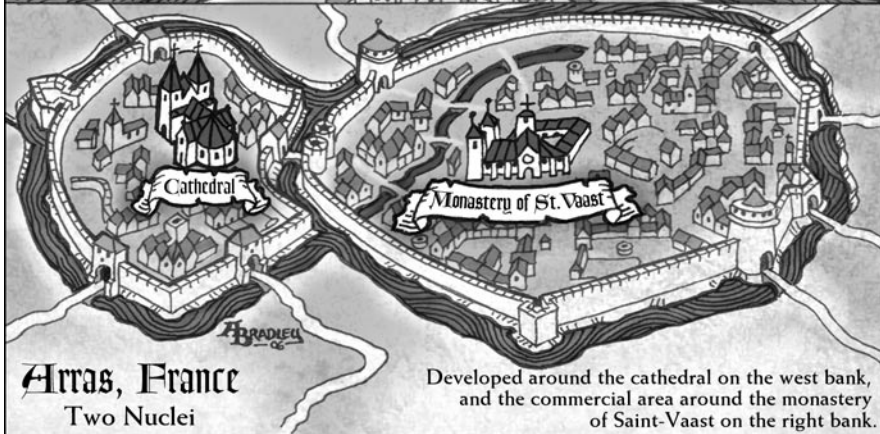 Cathedral
Monastery of St. Vaast
ABRADLEY
06
Arras, France
Two Nuclei
Developed around the cathedral on the west bank,
and the commercial area around the monastery
of Saint-Vaast on the right bank.